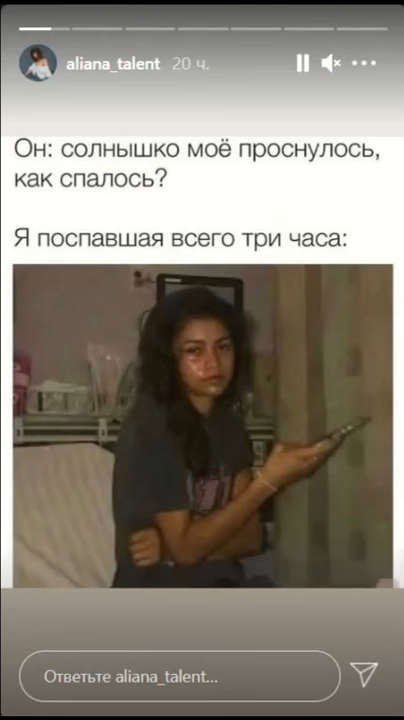 aliana_talent 20 ч.
Он: солнышко моё проснулось,
как спалось?
Я поспавшая всего три часа:
Ответьте aliana_talent...